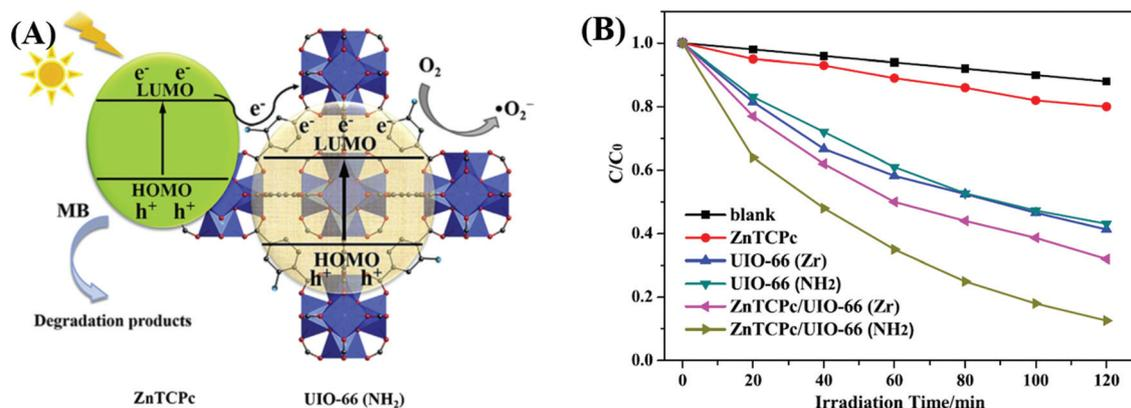 (A)
e⁻ e⁻
LUMO
e⁻
O₂
•O₂⁻
e⁻ e⁻ e⁻
LUMO
HOMO
h⁺ h⁺
MB
HOMO
h⁺ h⁺
Degradation products
ZnTCPc
UIO-66 (NH₂)
(B)
C/C₀
1.0
0.8
0.6
0.4
0.2
0.0
blank
ZnTCPc
UIO-66 (Zr)
UIO-66 (NH₂)
ZnTCPc/UIO-66 (Zr)
ZnTCPc/UIO-66 (NH₂)
0 20 40 60 80 100 120
Irradiation Time/min